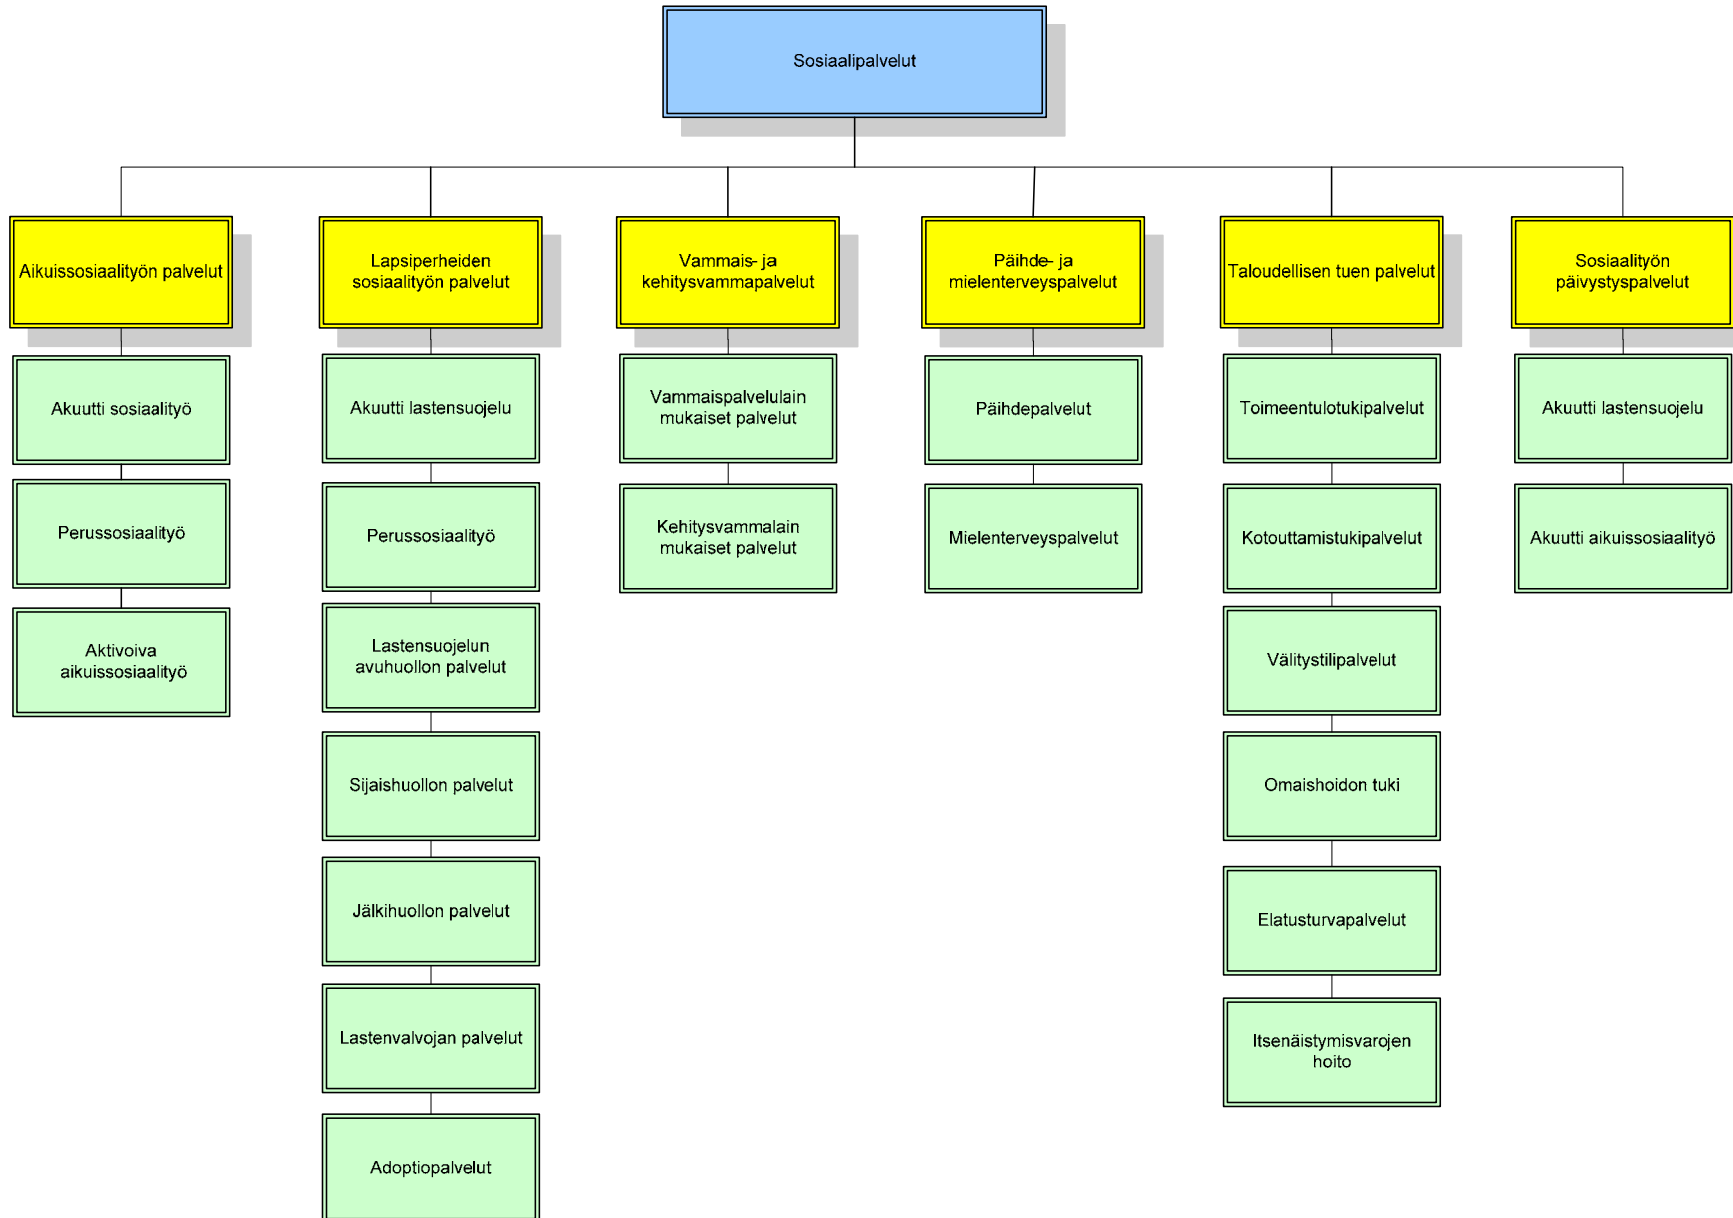 Sosiaalipalvelut
Aikuissosiaalityön palvelut
Lapsiperheiden
sosiaalityön palvelut
Vammais- ja
kehitysvammapalvelut
Päihde- ja
mielenterveyspalvelut
Taloudellisen tuen palvelut
Sosiaalityön
päivystyspalvelut
Akuutti sosiaalityö
Perussosiaalityö
Aktivoiva
aikuissosiaalityö
Akuutti lastensuojelu
Perussosiaalityö
Lastensuojelun
avuhuollon palvelut
Sijaishuollon palvelut
Jälkihuollon palvelut
Lastenvalvojan palvelut
Adoptiopalvelut
Vammaispalvelulain
mukaiset palvelut
Kehitysvammalain
mukaiset palvelut
Päihdepalvelut
Mielenterveyspalvelut
Toimeentulotukipalvelut
Kotouttamistukipalvelut
Välitystilipalvelut
Omaishoidon tuki
Elatusturvapalvelut
Itsenäistymisvarojen
hoito
Akuutti lastensuojelu
Akuutti aikuissosiaalityö